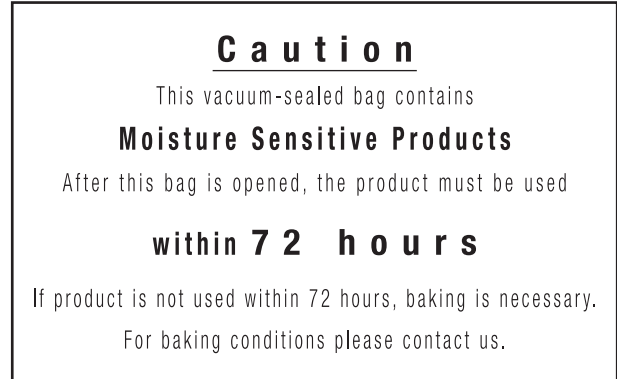 Caution
This vacuum-sealed bag contains
Moisture Sensitive Products
After this bag is opened, the product must be used
within 72 hours
If product is not used within 72 hours, baking is necessary.
For baking conditions please contact us.